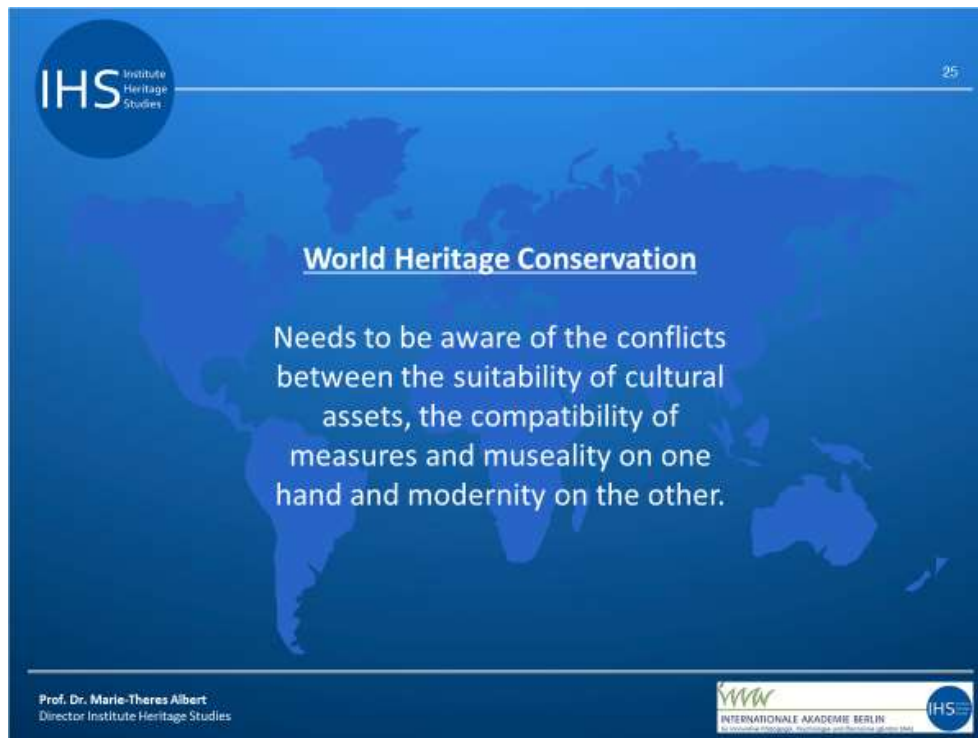 IHS Institute
Heritage
Studies
25
World Heritage Conservation
Needs to be aware of the conflicts
between the suitability of cultural
assets, the compatibility of
measures and museality on one
hand and modernity on the other.
Prof. Dr. Marie-Theres Albert
Director Institute Heritage Studies
INTERNATIONALE AKADEMIE BERLIN
IHS